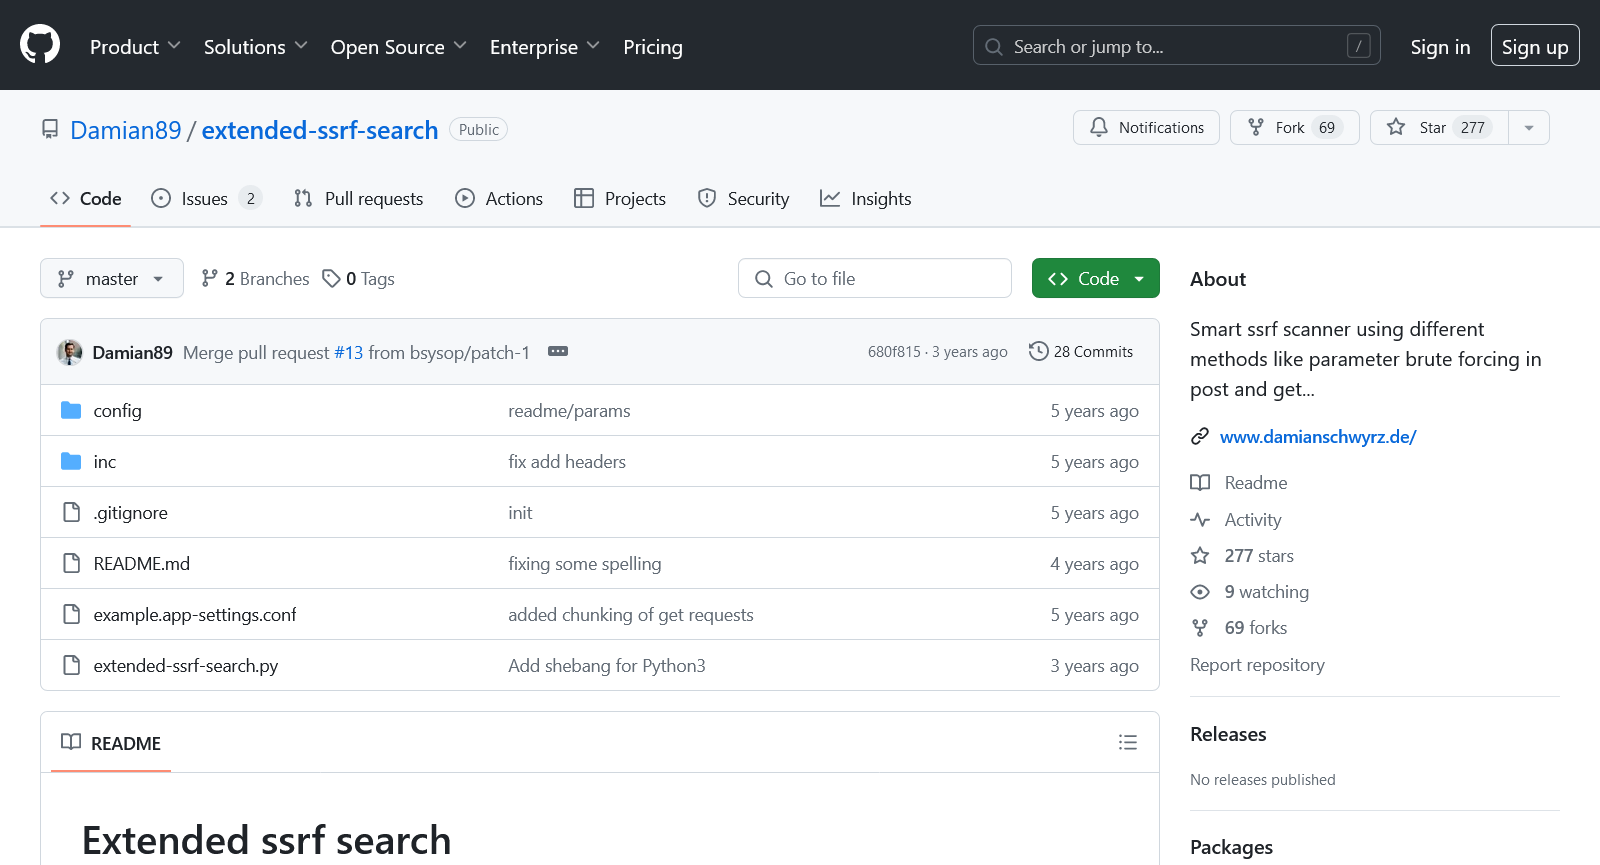 Product Solutions Open Source Enterprise Pricing Search or jump to... / Sign in Sign up
Damian89 / extended-ssrf-search Public Notifications Fork 69 Star 277
Code Issues 2 Pull requests Actions Projects Security Insights
master 2 Branches 0 Tags Go to file Code
Damian89 Merge pull request #13 from bsysop/patch-1 680f815 · 3 years ago 28 Commits
config readme/params 5 years ago
inc fix add headers 5 years ago
.gitignore init 5 years ago
README.md fixing some spelling 4 years ago
example.app-settings.conf added chunking of get requests 5 years ago
extended-ssrf-search.py Add shebang for Python3 3 years ago
README
Extended ssrf search
About
Smart ssrf scanner using different
methods like parameter brute forcing in
post and get...
www.damianschwyrz.de/
Readme
Activity
277 stars
9 watching
69 forks
Report repository
Releases
No releases published
Packages